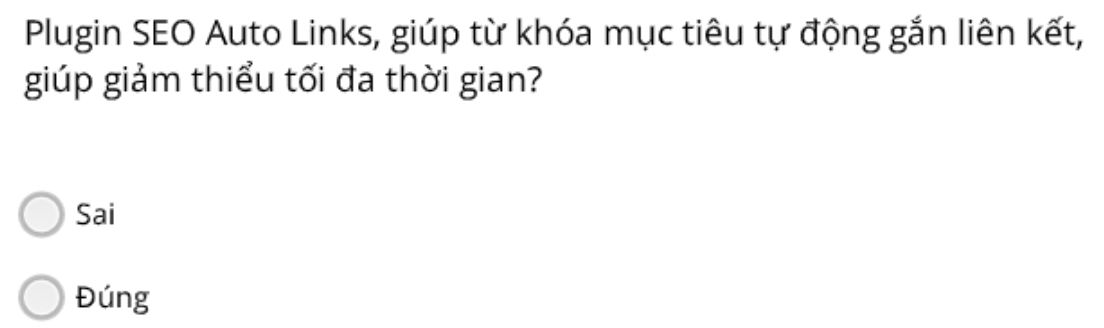 Plugin SEO Auto Links, giúp từ khóa mục tiêu tự động gắn liên kết,
giúp giảm thiểu tối đa thời gian?
Sai
Đúng